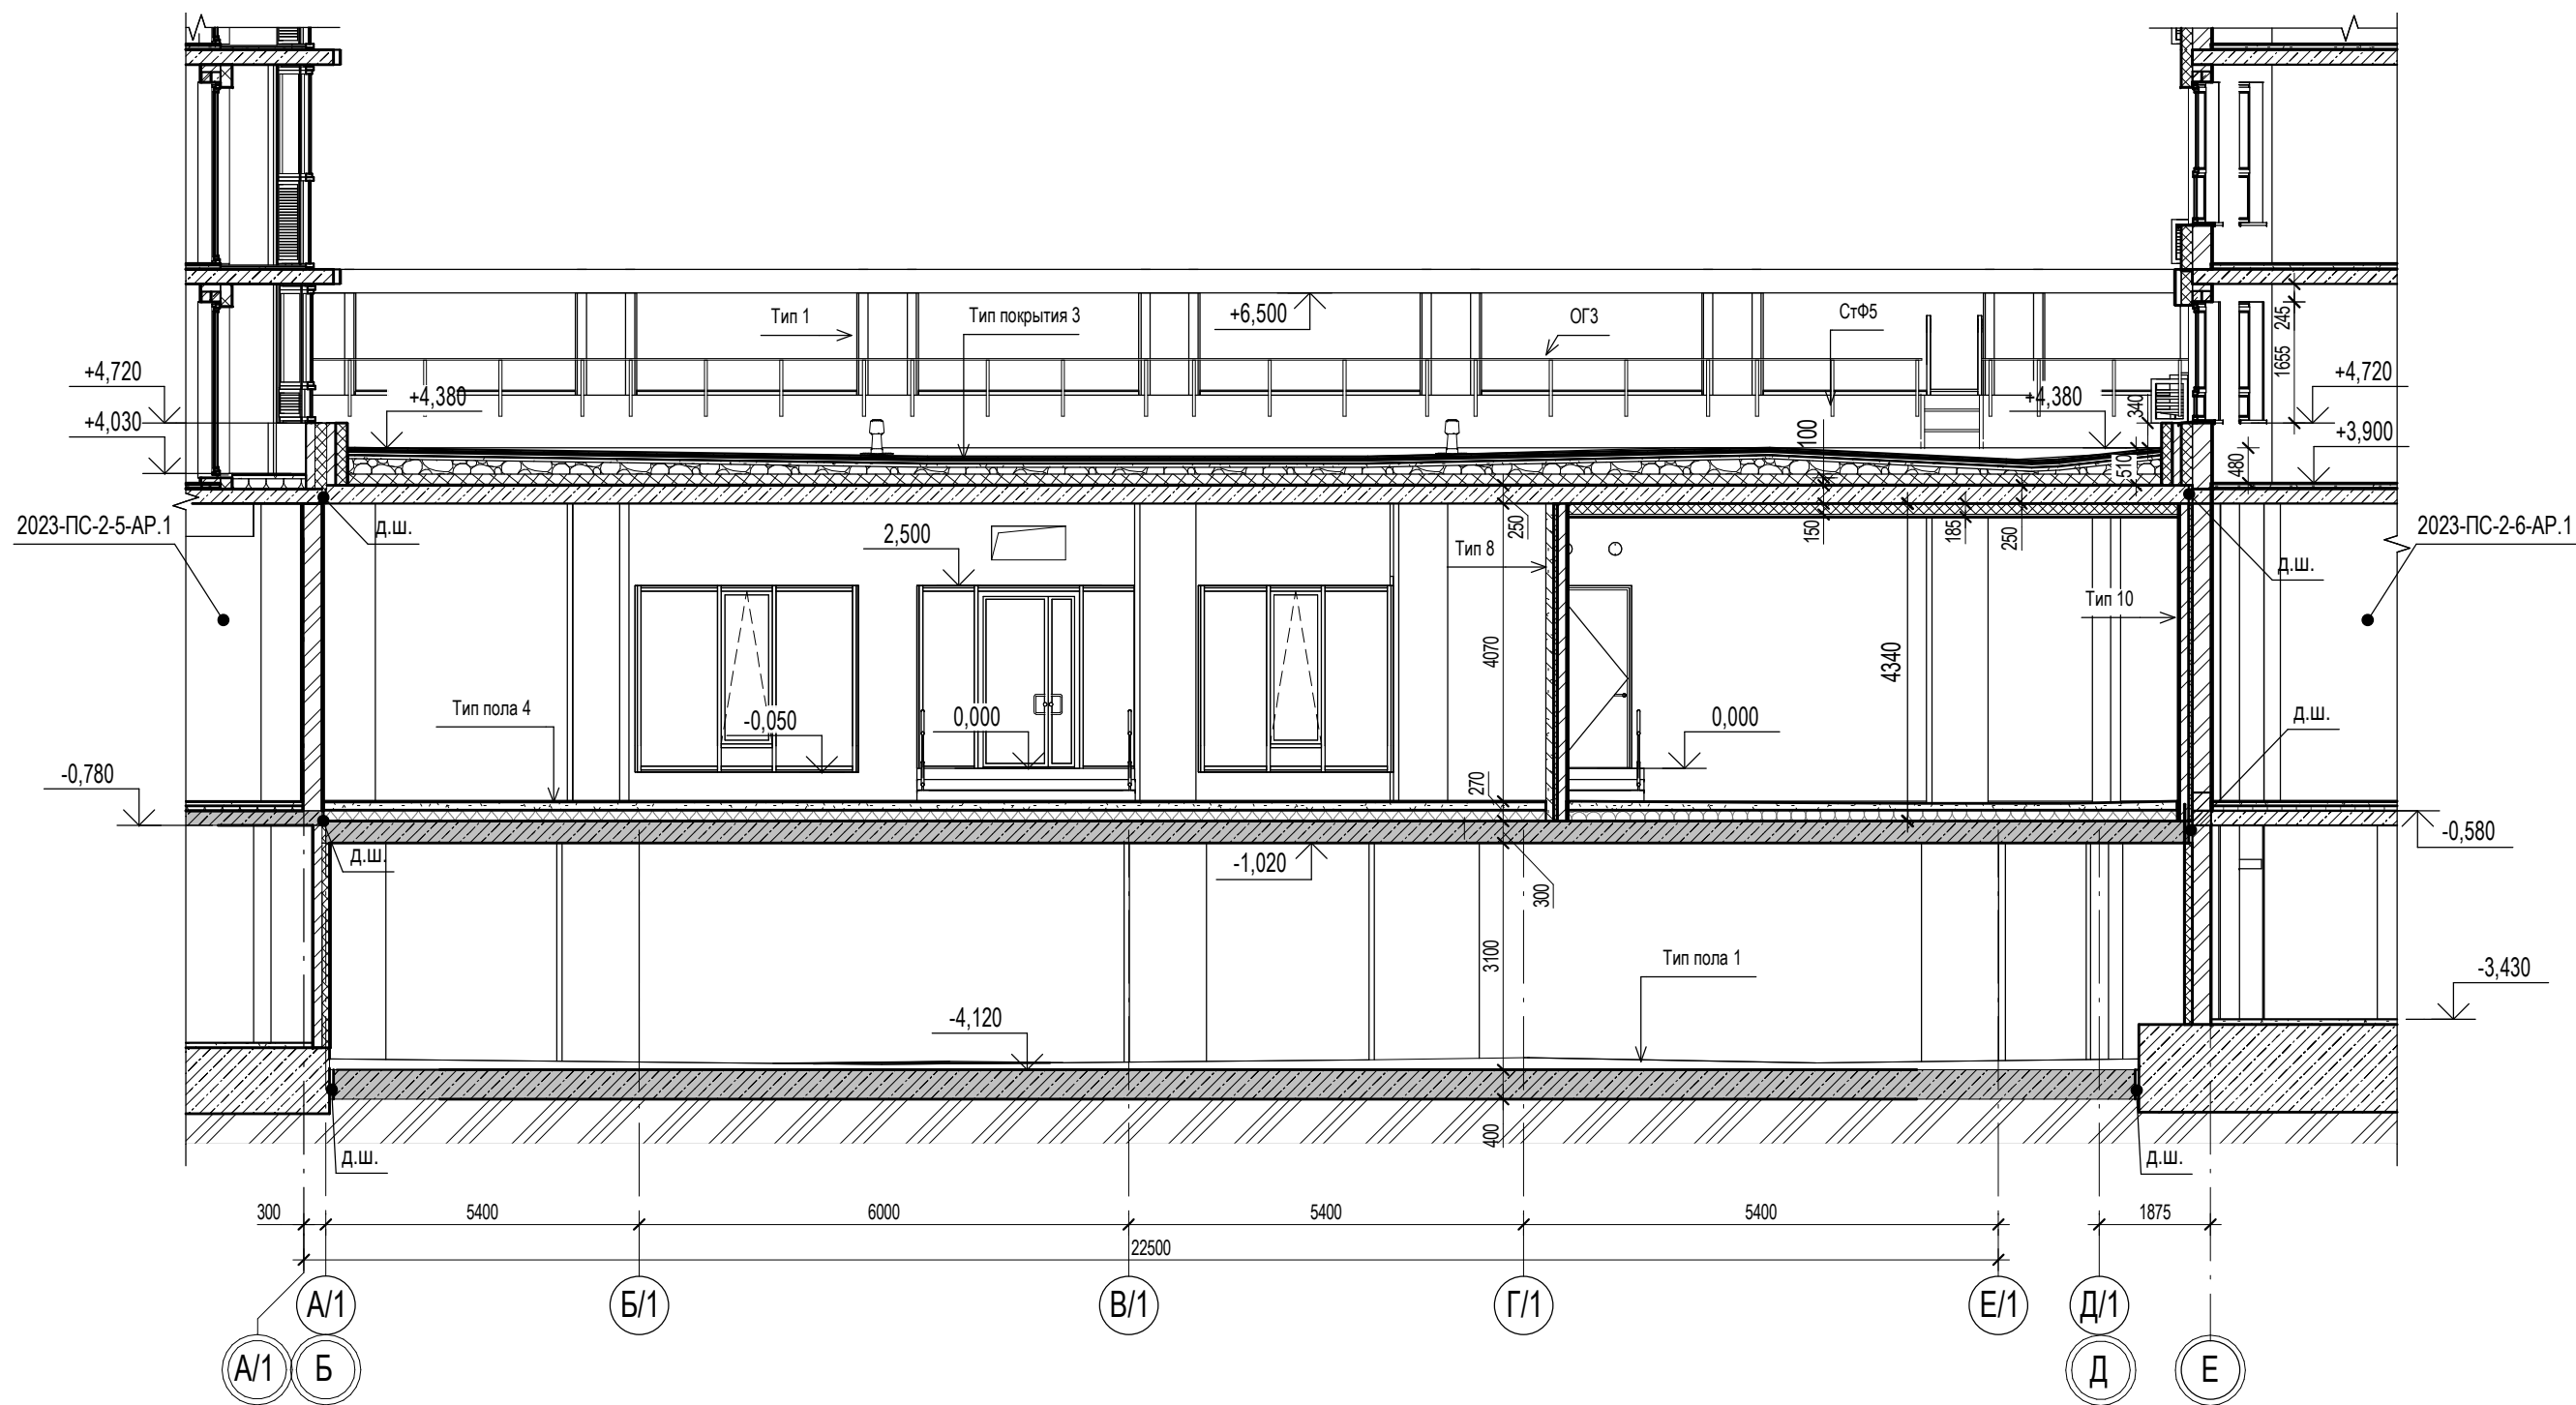 Тип 1
Тип покрытия 3
+6,500
ОГ3
СтФ5
245
1655
+4,720
+4,380
+4,380
340
+4,720
+4,030
100
510
480
+3,900
2023-ПС-2-5-АР.1
д.ш.
2,500
250
Тип 8
150
185
250
д.ш.
2023-ПС-2-6-АР.1
Тип 10
4070
4340
Тип пола 4
-0,050
0,000
0,000
д.ш.
-0,780
270
д.ш.
-1,020
300
-0,580
3100
Тип пола 1
-3,430
-4,120
400
д.ш.
д.ш.
300
5400
6000
5400
5400
1875
22500
А/1
Б/1
В/1
Г/1
Е/1
Д/1
А/1
Б
Д
Е